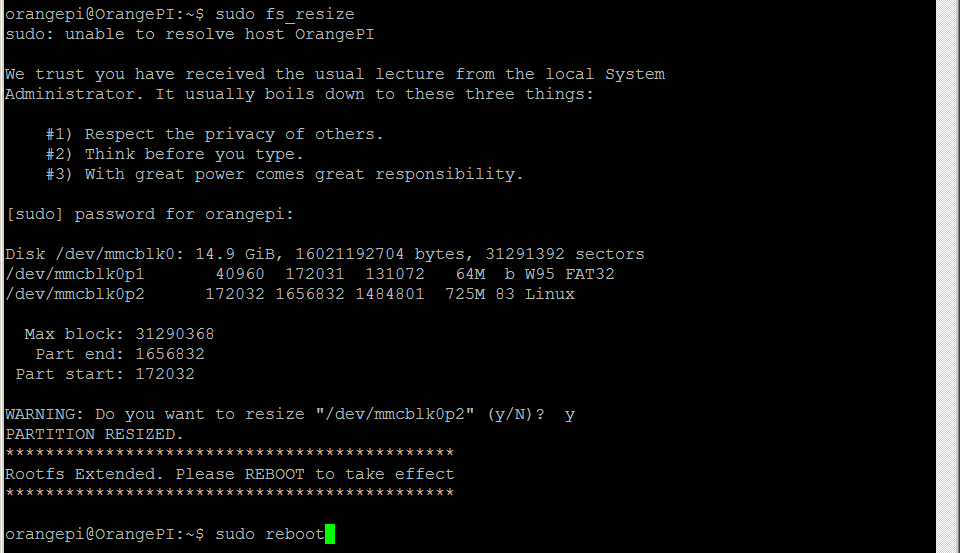 orangepi@OrangePI:~$ sudo fs_resize
sudo: unable to resolve host OrangePI
We trust you have received the usual lecture from the local System
Administrator. It usually boils down to these three things:
#1) Respect the privacy of others.
#2) Think before you type.
#3) With great power comes great responsibility.
[sudo] password for orangepi:
Disk /dev/mmcblk0: 14.9 GiB, 16021192704 bytes, 31291392 sectors
/dev/mmcblk0p1 40960 172031 131072 64M b W95 FAT32
/dev/mmcblk0p2 172032 1656832 1484801 725M 83 Linux
Max block: 31290368
Part end: 1656832
Part start: 172032
WARNING: Do you want to resize "/dev/mmcblk0p2" (y/N)? y
PARTITION RESIZED.
*********************************************
Rootfs Extended. Please REBOOT to take effect
*********************************************
orangepi@OrangePI:~$ sudo reboot